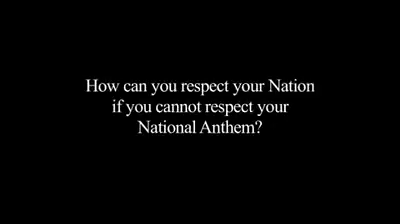 How can you respect your Nation
if you cannot respect your
National Anthem?